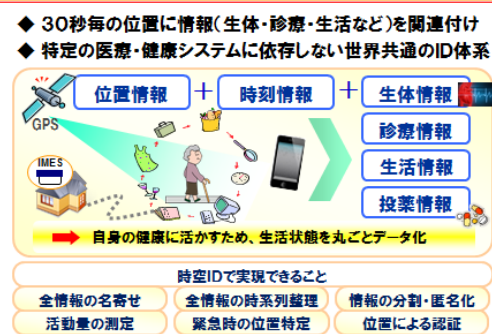 ◆ 30秒毎の位置に情報(生体・診療・生活など)を関連付け
◆ 特定の医療・健康システムに依存しない世界共通のID体系
位置情報 + 時刻情報 + 生体情報
GPS
診療情報
IMES
生活情報
投薬情報
自身の健康に活かすため、生活状態を丸ごとデータ化
時空IDで実現できること
全情報の名寄せ 全情報の時系列整理 情報の分割・匿名化
活動量の測定 緊急時の位置特定 位置による認証